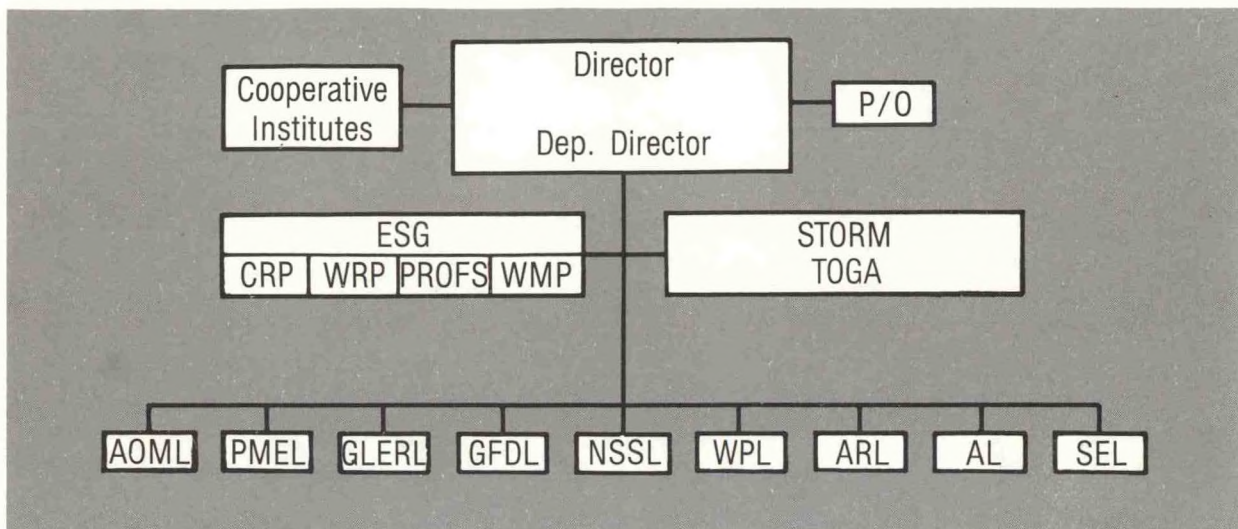 Director
Dep. Director
Cooperative
Institutes
P/O
ESG
CRP WRP PROFS WMP
STORM
TOGA
AOML PMEL GLERL GFDL NSSL WPL ARL AL SEL